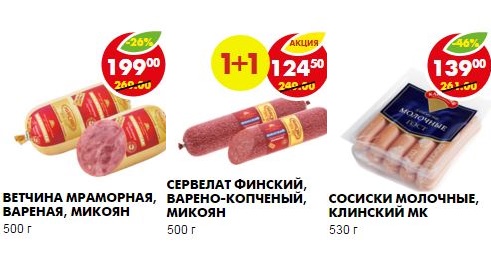 -26%
199 00
269.00
ВЕТЧИНА МРАМОРНАЯ,
ВАРЕНАЯ, МИКОЯН
500 г
1+1
АКЦИЯ
124 50
249.00
СЕРВЕЛАТ ФИНСКИЙ,
ВАРЕНО-КОПЧЕНЫЙ,
МИКОЯН
500 г
-46%
139 00
261.00
МОЛОЧНЫЕ
ГОСТ
СОСИСКИ МОЛОЧНЫЕ,
КЛИНСКИЙ МК
530 г